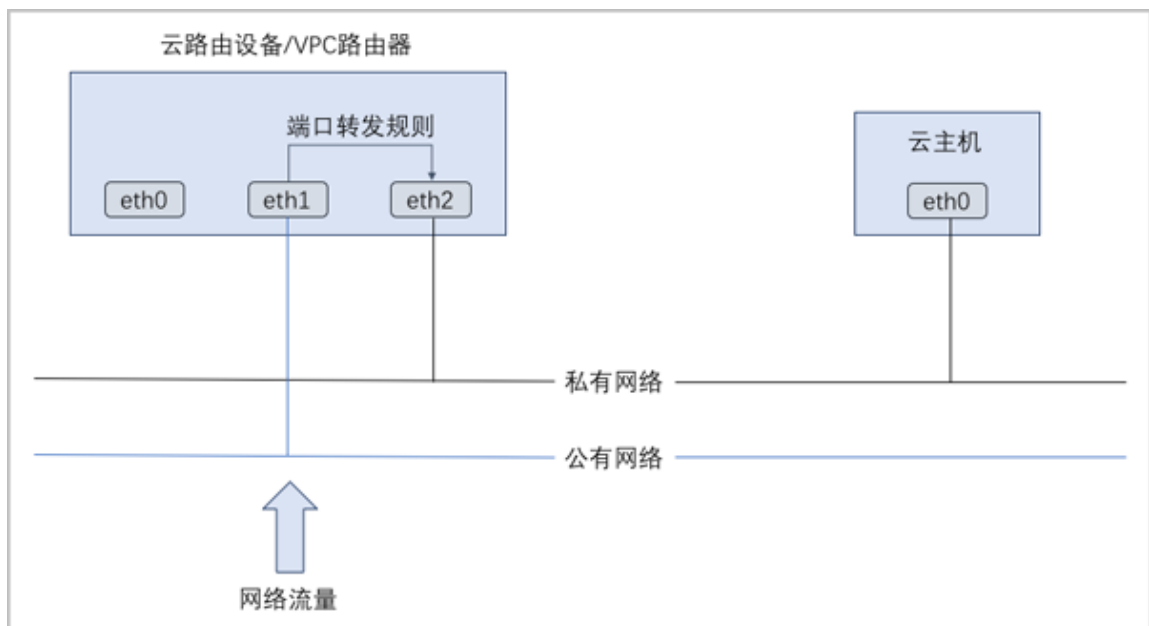 云路由设备/VPC路由器
端口转发规则
云主机
eth0
eth1
eth2
eth0
私有网络
公有网络
网络流量